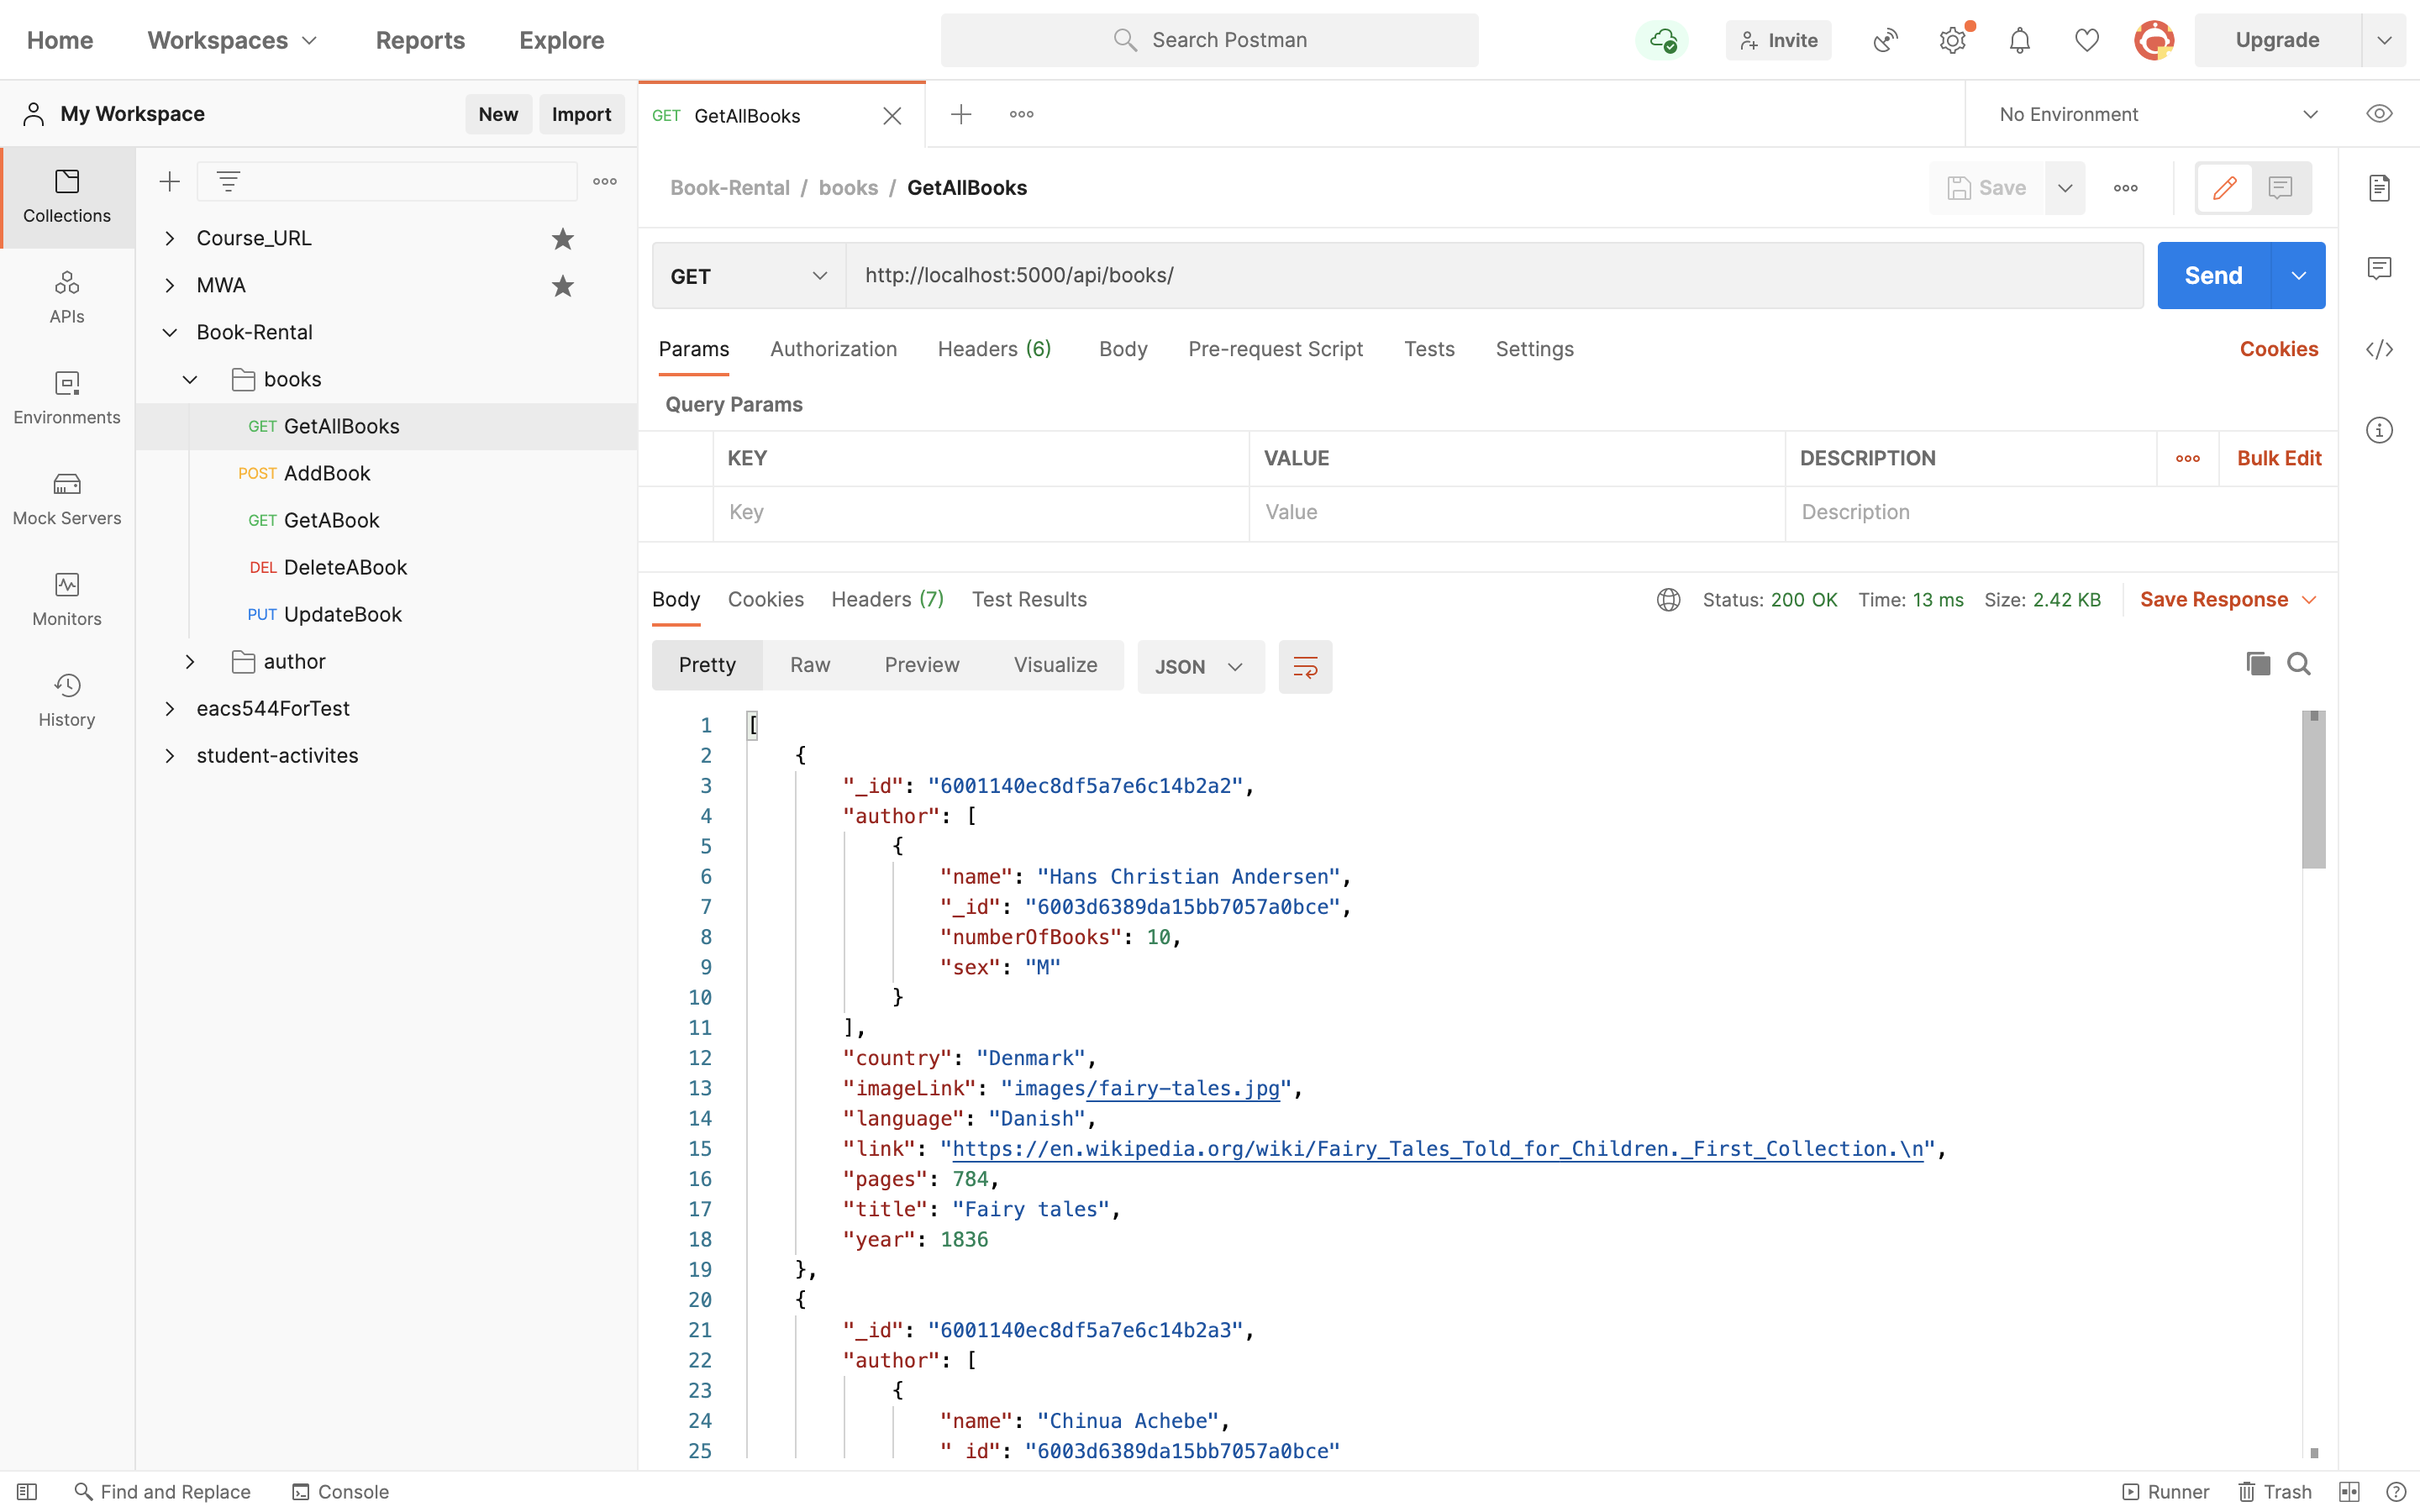 Home Workspaces Reports Explore Search Postman Invite Upgrade
My Workspace New Import
GET GetAllBooks No Environment
Collections
APIs
Environments
Mock Servers
Monitors
History
Course_URL
MWA
Book-Rental
books
GET GetAllBooks
POST AddBook
GET GetABook
DEL DeleteABook
PUT UpdateBook
author
eacs544ForTest
student-activites
Book-Rental / books / GetAllBooks Save
GET http://localhost:5000/api/books/ Send
Params Authorization Headers (6) Body Pre-request Script Tests Settings Cookies
Query Params
KEY VALUE DESCRIPTION Bulk Edit
Key Value Description
Body Cookies Headers (7) Test Results Status: 200 OK Time: 13 ms Size: 2.42 KB Save Response
Pretty Raw Preview Visualize JSON
1 [
2 {
3 "_id": "6001140ec8df5a7e6c14b2a2",
4 "author": [
5 {
6 "name": "Hans Christian Andersen",
7 "_id": "6003d6389da15bb7057a0bce",
8 "numberOfBooks": 10,
9 "sex": "M"
10 }
11 ],
12 "country": "Denmark",
13 "imageLink": "images/fairy-tales.jpg",
14 "language": "Danish",
15 "link": "https://en.wikipedia.org/wiki/Fairy_Tales_Told_for_Children._First_Collection.\n",
16 "pages": 784,
17 "title": "Fairy tales",
18 "year": 1836
19 },
20 {
21 "_id": "6001140ec8df5a7e6c14b2a3",
22 "author": [
23 {
24 "name": "Chinua Achebe",
25 "_id": "6003d6389da15bb7057a0bce"
Find and Replace Console Runner Trash